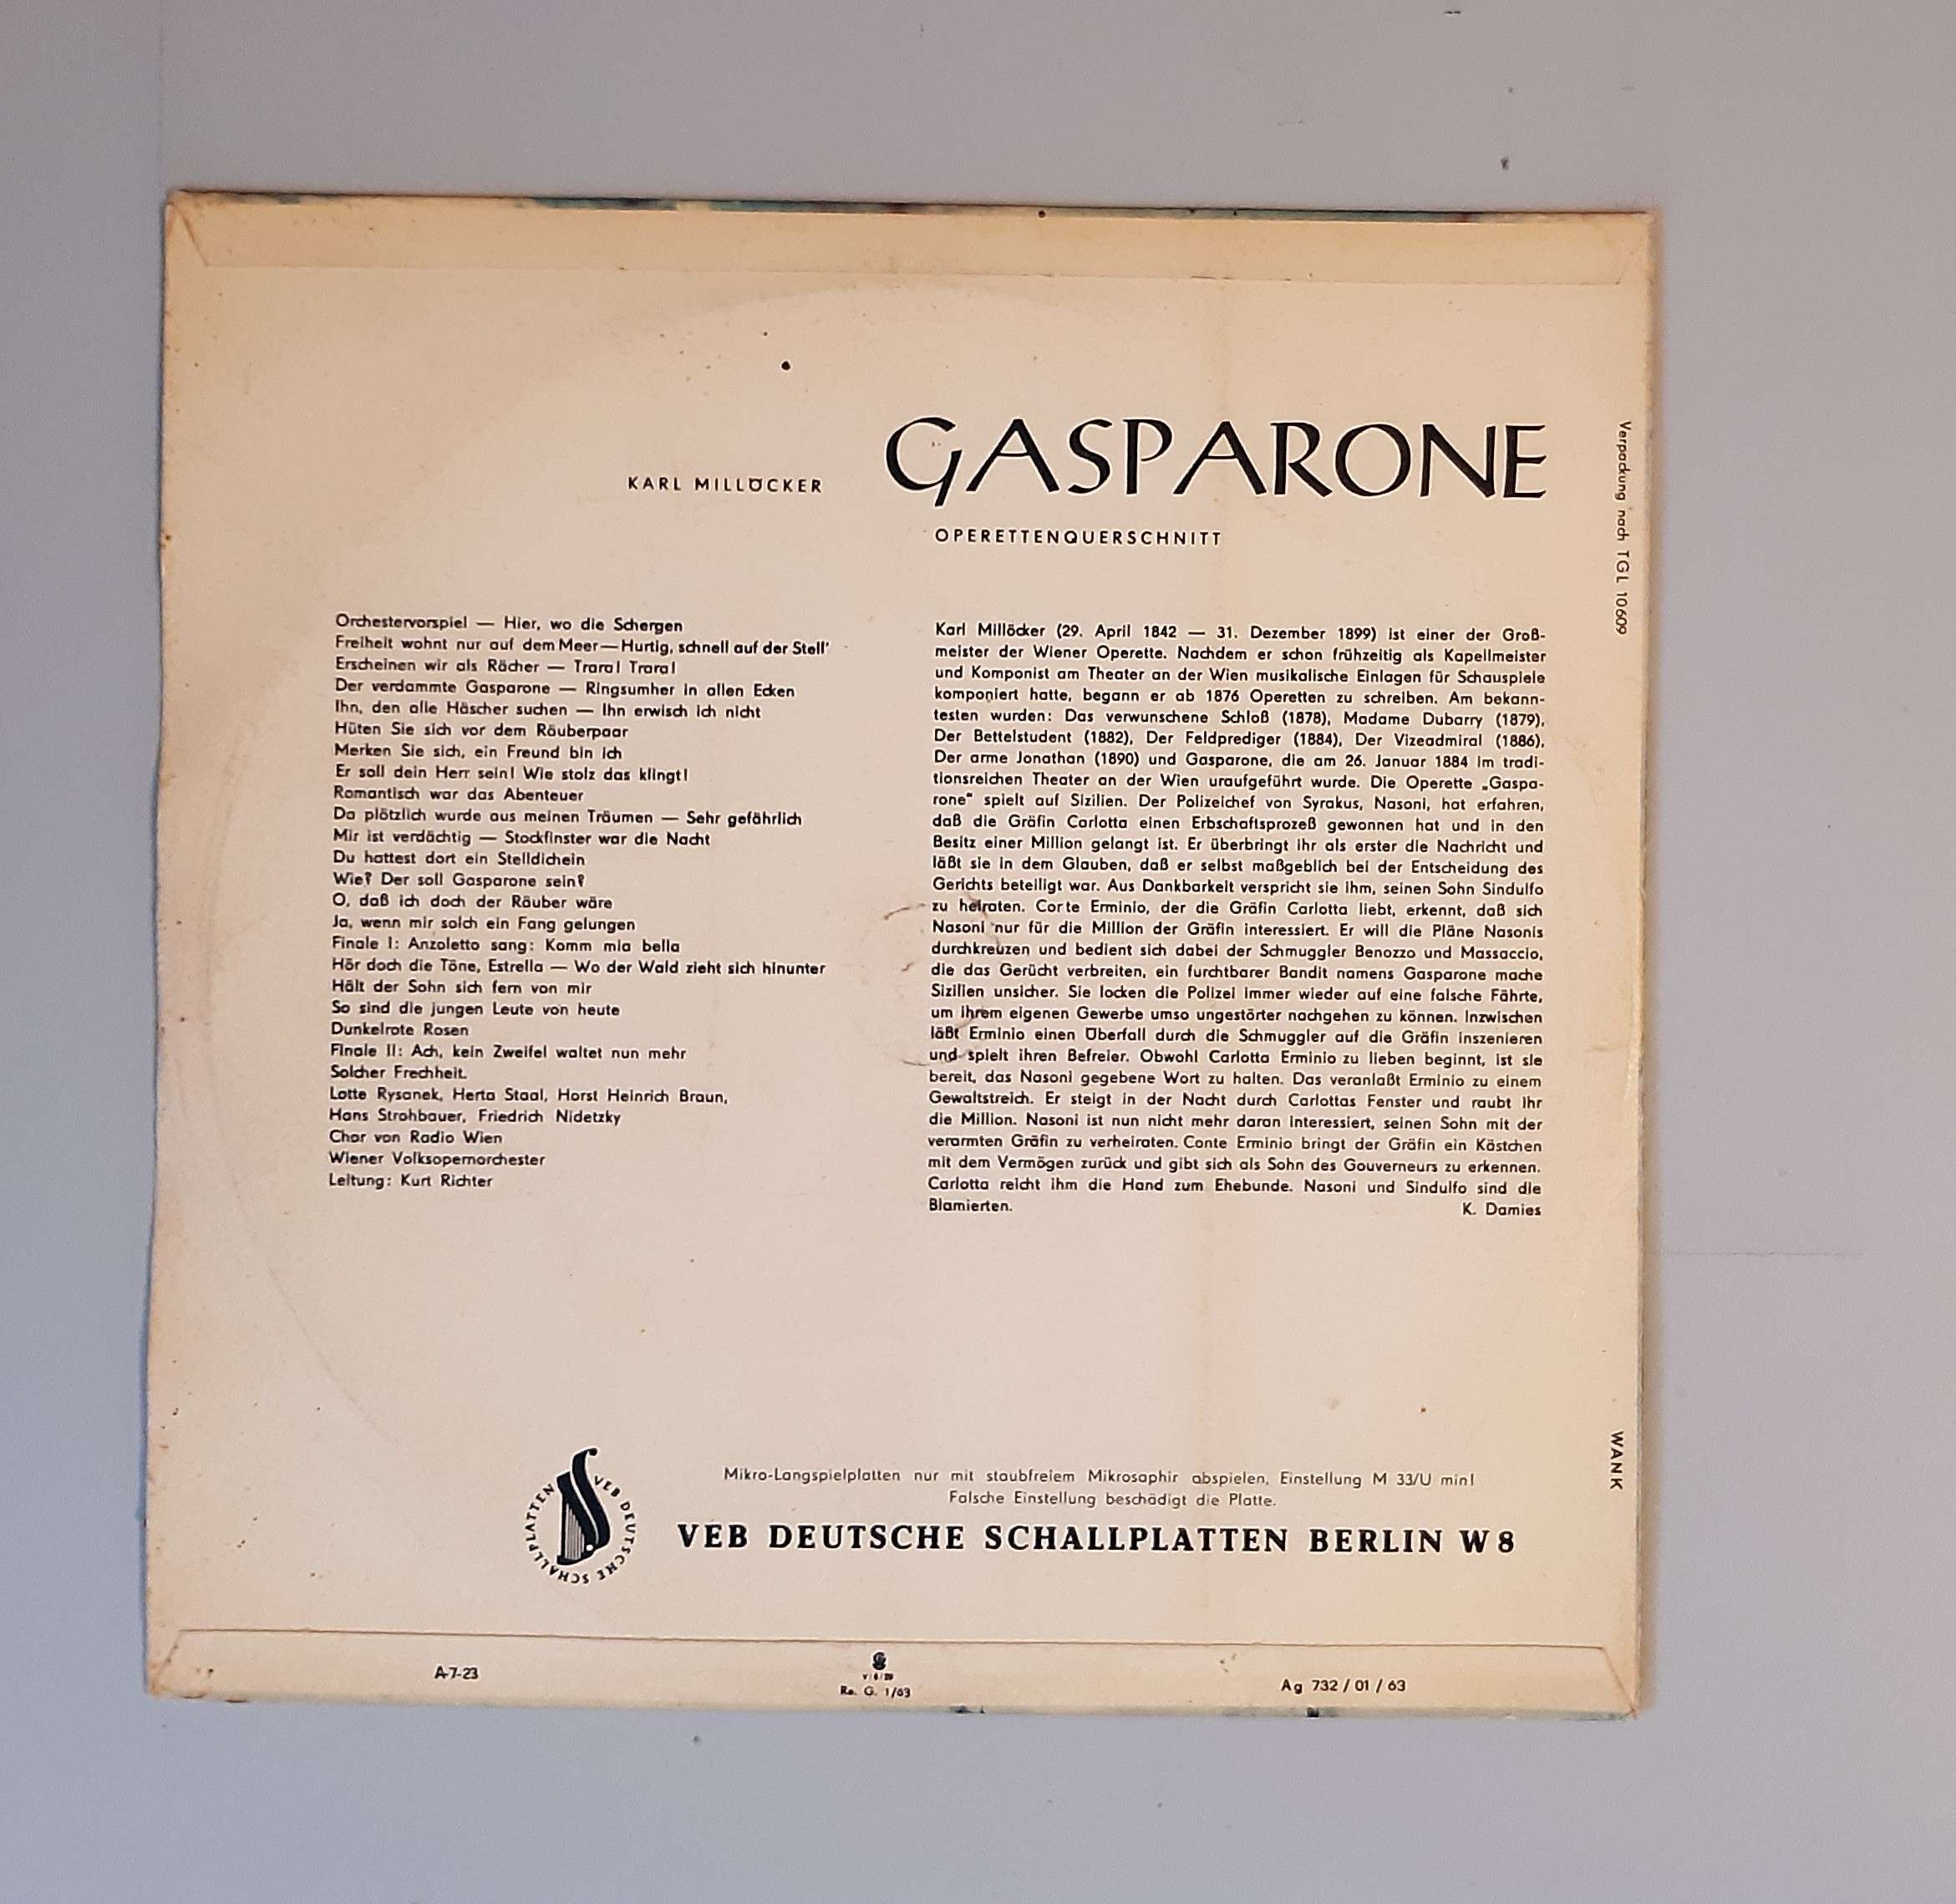 KARL MILLÖCKER
GASPARONE
OPERETTENQUERSCHNITT
Orchestervorspiel — Hier, wo die Schergen
Freiheit wohnt nur auf dem Meer—Hurtig, schnell auf der Stell'
Erscheinen wir als Rächer — Trara! Trara!
Der verdammte Gasparone — Ringsumher in allen Ecken
Ihn, den alle Häscher suchen — Ihn erwisch ich nicht
Hüten Sie sich vor dem Räuberpaar
Merken Sie sich, ein Freund bin ich
Er soll dein Herr sein! Wie stolz das klingt!
Romantisch war das Abenteuer
Da plötzlich wurde aus meinen Träumen — Sehr gefährlich
Mir ist verdächtig — Stockfinster war die Nacht
Du hattest dort ein Stelldichein
Wie? Der soll Gasparone sein?
O, daß ich doch der Räuber wäre
Ja, wenn mir solch ein Fang gelungen
Finale I: Anzoletto sang: Komm mia bella
Hör doch die Töne, Estrella — Wo der Wald zieht sich hinunter
Hält der Sohn sich fern von mir
So sind die jungen Leute von heute
Dunkelrote Rosen
Finale II: Ach, kein Zweifel waltet nun mehr
Solcher Frechheit.
Lotte Rysanek, Herta Staal, Horst Heinrich Braun,
Hans Strohbauer, Friedrich Nidetzky
Chor von Radio Wien
Wiener Volksopernorchester
Leitung: Kurt Richter
Karl Millöcker (29. April 1842 — 31. Dezember 1899) ist einer der Groß-
meister der Wiener Operette. Nachdem er schon frühzeitig als Kapellmeister
und Komponist am Theater an der Wien musikalische Einlagen für Schauspiele
komponiert hatte, begann er ab 1876 Operetten zu schreiben. Am bekann-
testen wurden: Das verwunschene Schloß (1878), Madame Dubarry (1879),
Der Bettelstudent (1882), Der Feldprediger (1884), Der Vizeadmiral (1886),
Der arme Jonathan (1890) und Gasparone, die am 26. Januar 1884 im tradi-
tionsreichen Theater an der Wien uraufgeführt wurde. Die Operette „Gaspa-
rone" spielt auf Sizilien. Der Polizeichef von Syrakus, Nasoni, hat erfahren,
daß die Gräfin Carlotta einen Erbschaftsprozeß gewonnen hat und in den
Besitz einer Million gelangt ist. Er überbringt ihr als erster die Nachricht und
läßt sie in dem Glauben, daß er selbst maßgeblich bei der Entscheidung des
Gerichts beteiligt war. Aus Dankbarkeit verspricht sie ihm, seinen Sohn Sindulfo
zu heiraten. Corte Erminio, der die Gräfin Carlotta liebt, erkennt, daß sich
Nasoni nur für die Million der Gräfin interessiert. Er will die Pläne Nasonis
durchkreuzen und bedient sich dabei der Schmuggler Benozzo und Massaccio,
die das Gerücht verbreiten, ein furchtbarer Bandit namens Gasparone mache
Sizilien unsicher. Sie locken die Polizei immer wieder auf eine falsche Fährte,
um ihrem eigenen Gewerbe umso ungestörter nachgehen zu können. Inzwischen
läßt Erminio einen Überfall durch die Schmuggler auf die Gräfin inszenieren
und spielt ihren Befreier. Obwohl Carlotta Erminio zu lieben beginnt, ist sie
bereit, das Nasoni gegebene Wort zu halten. Das veranlaßt Erminio zu einem
Gewaltstreich. Er steigt in der Nacht durch Carlottas Fenster und raubt ihr
die Million. Nasoni ist nun nicht mehr daran interessiert, seinen Sohn mit der
verarmten Gräfin zu verheiraten. Conte Erminio bringt der Gräfin ein Kästchen
mit dem Vermögen zurück und gibt sich als Sohn des Gouverneurs zu erkennen.
Carlotta reicht ihm die Hand zum Ehebunde. Nasoni und Sindulfo sind die
Blamierten. K. Damies
Verpackung nach TGL 10609
WANK
VEB DEUTSCHE SCHALLPLATTEN
Mikro-Langspielplatten nur mit staubfreiem Mikrosaphir abspielen, Einstellung M 33/U min!
Falsche Einstellung beschädigt die Platte.
VEB DEUTSCHE SCHALLPLATTEN BERLIN W 8
A-7-23
Re. G. 1/63
Ag 732 / 01 / 63